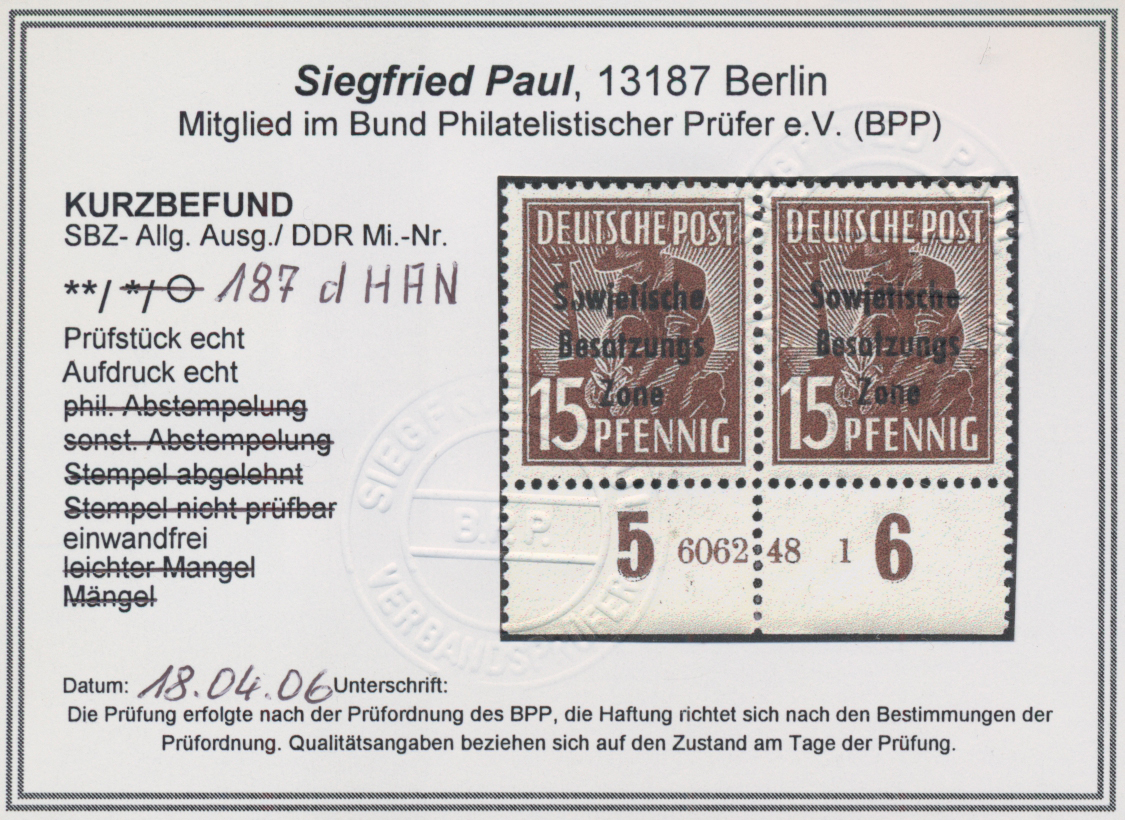 Siegfried Paul, 13187 Berlin
Mitglied im Bund Philatelistischer Prüfer e.V. (BPP)
KURZBEFUND
SBZ- Allg. Ausg./ DDR Mi.-Nr.
**/ */O 187 d HAN
Prüfstück echt
Aufdruck echt
phil. Abstempelung
sonst. Abstempelung
Stempel abgelehnt
Stempel nicht prüfbar
einwandfrei
leichter Mangel
Mängel
DEUTSCHE POST
Sowjetische
Besatzungs
Zone
15 PFENNIG
DEUTSCHE POST
Sowjetische
Besatzungs
Zone
15 PFENNIG
5 6062 48 1 6
B.P.P.
VERBANDSPRÜFER
Datum: 18.04.06 Unterschrift:
Die Prüfung erfolgte nach der Prüfordnung des BPP, die Haftung richtet sich nach den Bestimmungen der
Prüfordnung. Qualitätsangaben beziehen sich auf den Zustand am Tage der Prüfung.